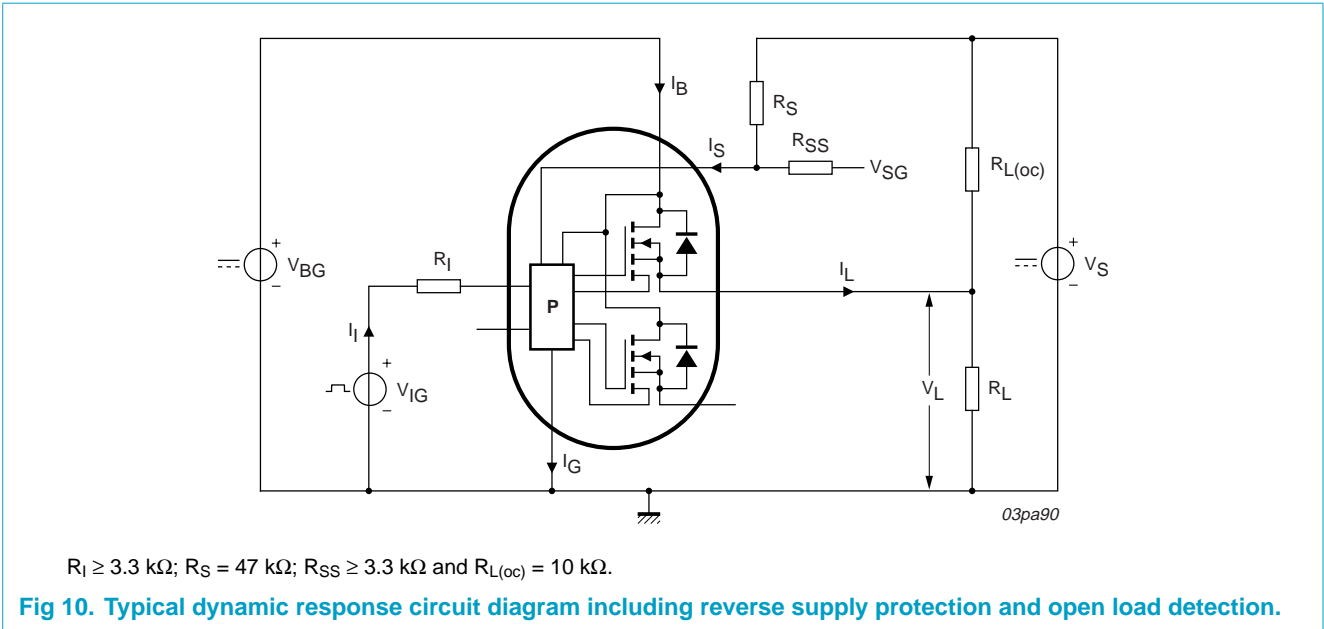 I_B
R_S
R_SS
I_S
V_SG
R_L(oc)
+
V_BG
−
R_I
I_L
+
V_S
−
P
I_I
+
V_IG
−
V_L
R_L
I_G
03pa90
R_I ≥ 3.3 kΩ; R_S = 47 kΩ; R_SS ≥ 3.3 kΩ and R_L(oc) = 10 kΩ.
Fig 10. Typical dynamic response circuit diagram including reverse supply protection and open load detection.